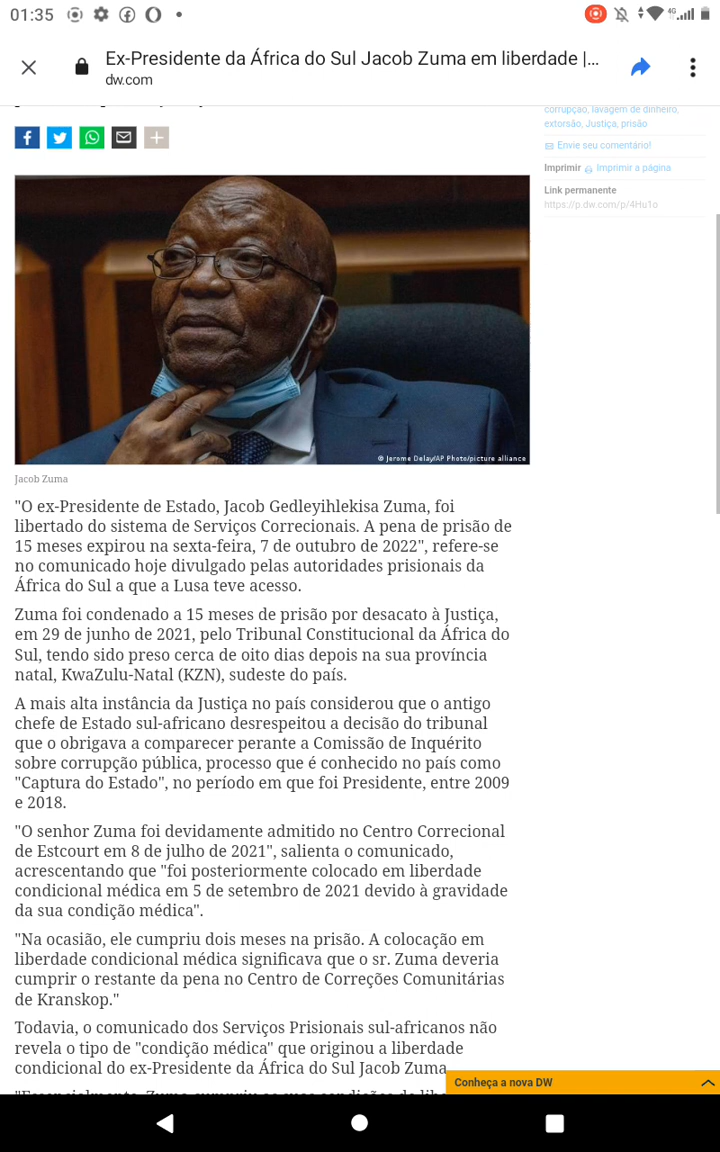 01:35
4G
Ex-Presidente da África do Sul Jacob Zuma em liberdade |...
dw.com
corrupção, lavagem de dinheiro,
extorsão, Justiça, prisão
Envie seu comentário!
Imprimir Imprimir a página
Link permanente
https://p.dw.com/p/4Hu1o
© Jerome Delay/AP Photo/picture alliance
Jacob Zuma
"O ex-Presidente de Estado, Jacob Gedleyihlekisa Zuma, foi
libertado do sistema de Serviços Correcionais. A pena de prisão de
15 meses expirou na sexta-feira, 7 de outubro de 2022", refere-se
no comunicado hoje divulgado pelas autoridades prisionais da
África do Sul a que a Lusa teve acesso.
Zuma foi condenado a 15 meses de prisão por desacato à Justiça,
em 29 de junho de 2021, pelo Tribunal Constitucional da África do
Sul, tendo sido preso cerca de oito dias depois na sua província
natal, KwaZulu-Natal (KZN), sudeste do país.
A mais alta instância da Justiça no país considerou que o antigo
chefe de Estado sul-africano desrespeitou a decisão do tribunal
que o obrigava a comparecer perante a Comissão de Inquérito
sobre corrupção pública, processo que é conhecido no país como
"Captura do Estado", no período em que foi Presidente, entre 2009
e 2018.
"O senhor Zuma foi devidamente admitido no Centro Correcional
de Estcourt em 8 de julho de 2021", salienta o comunicado,
acrescentando que "foi posteriormente colocado em liberdade
condicional médica em 5 de setembro de 2021 devido à gravidade
da sua condição médica".
"Na ocasião, ele cumpriu dois meses na prisão. A colocação em
liberdade condicional médica significava que o sr. Zuma deveria
cumprir o restante da pena no Centro de Correções Comunitárias
de Kranskop."
Todavia, o comunicado dos Serviços Prisionais sul-africanos não
revela o tipo de "condição médica" que originou a liberdade
condicional do ex-Presidente da África do Sul Jacob Zuma
Conheça a nova DW